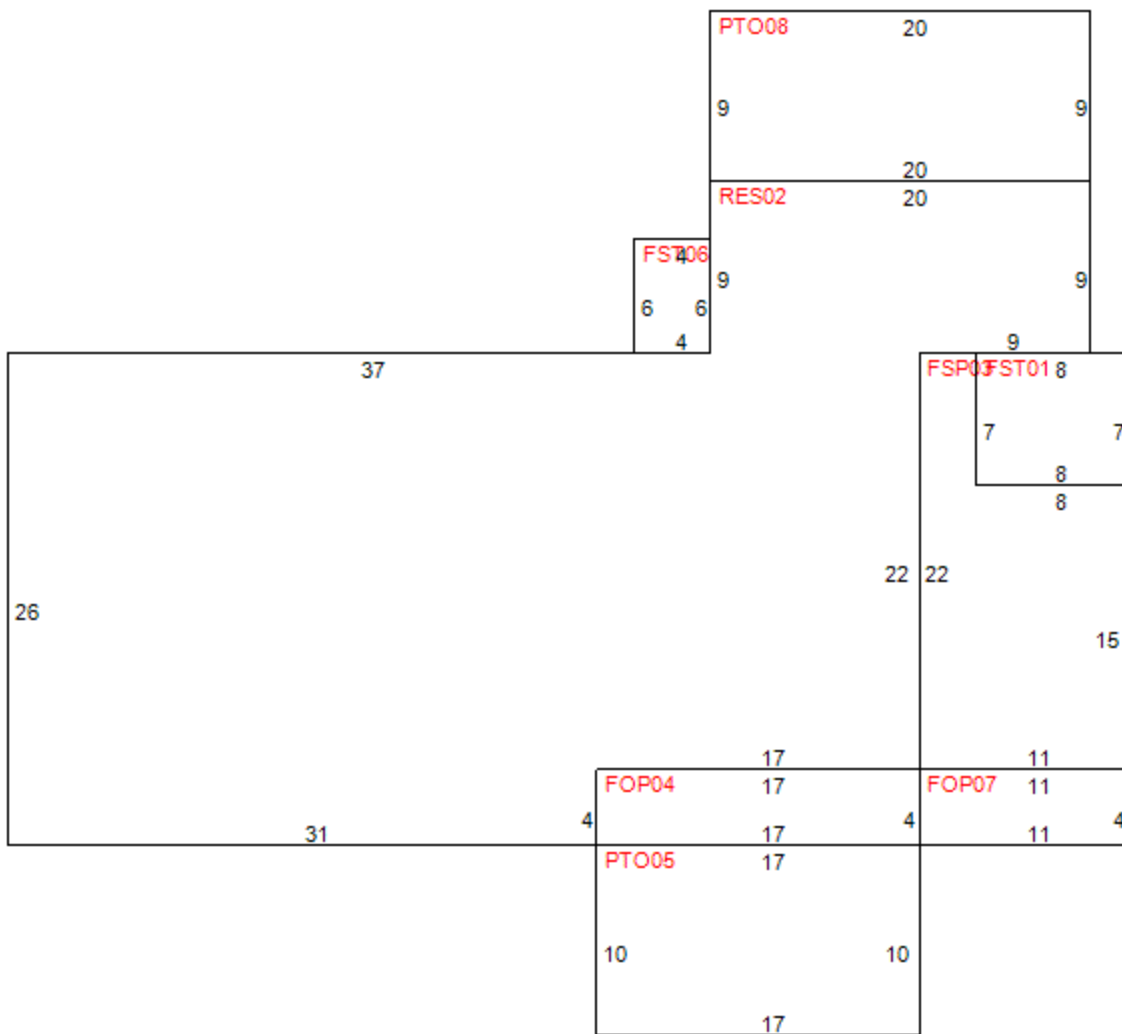 PTO08 20
9 9
20
RES02 20
FST06 4
9 9
6 6
4 9
37 FSP03 FST01 8
7 7
8
8
22 22
26
15
17 11
FOP04 17 FOP07 11
4 4 4
31 17 11
PTO05 17
10 10
17